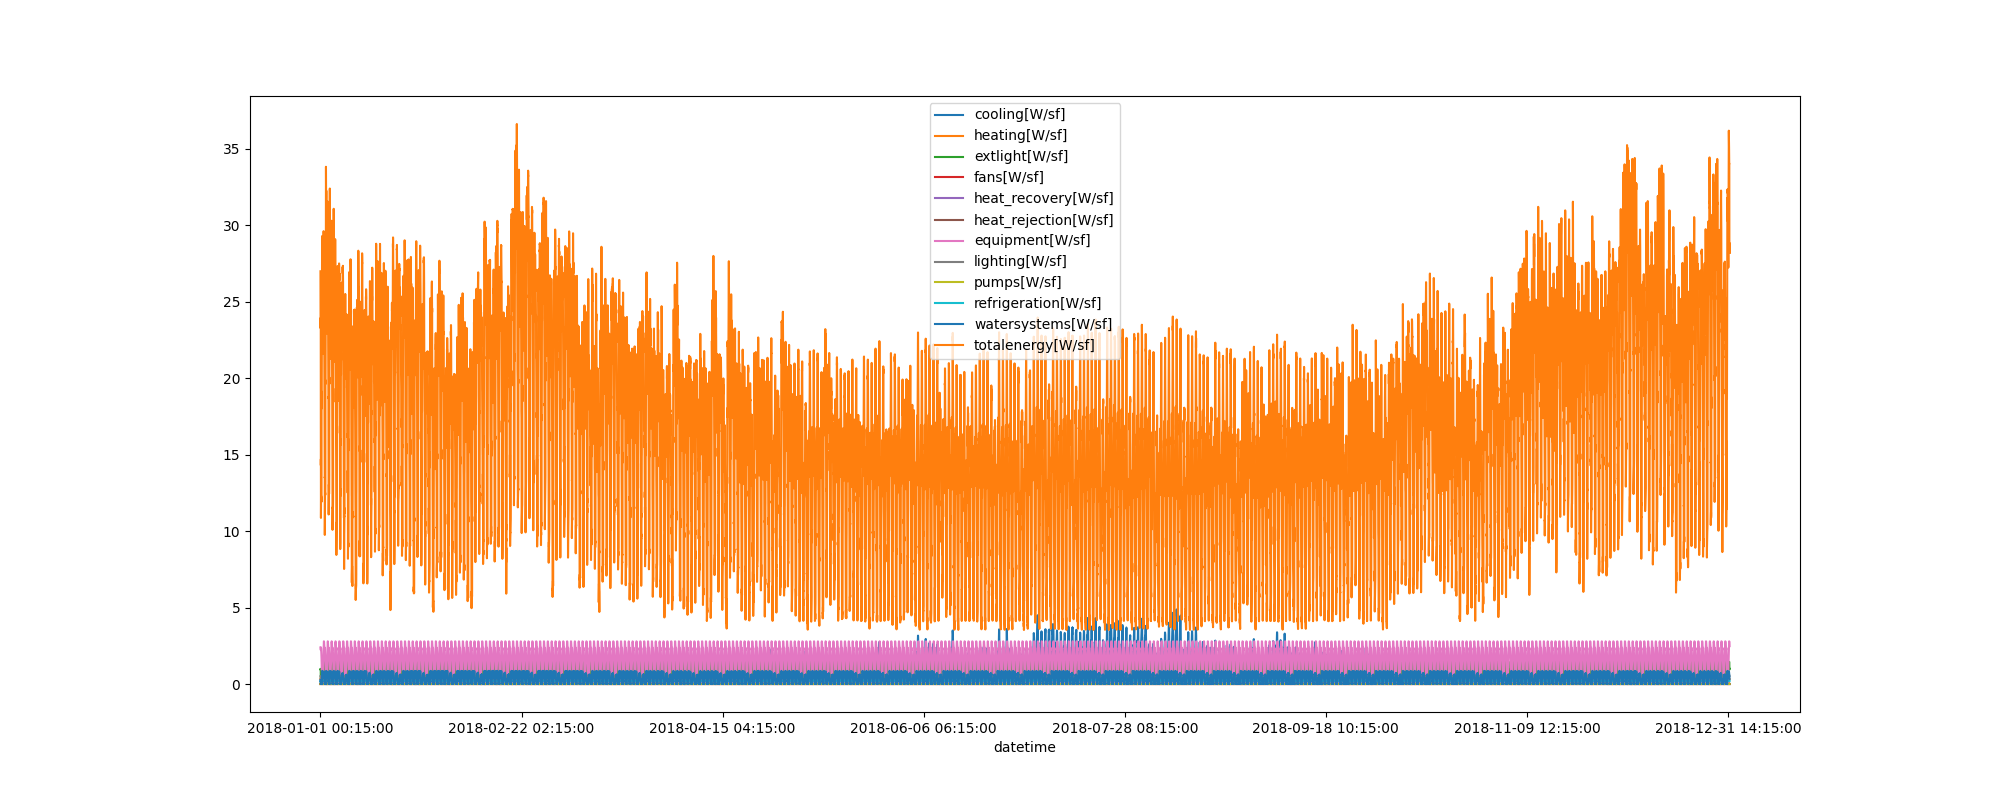 cooling[W/sf]
heating[W/sf]
extlight[W/sf]
fans[W/sf]
heat_recovery[W/sf]
heat_rejection[W/sf]
equipment[W/sf]
lighting[W/sf]
pumps[W/sf]
refrigeration[W/sf]
watersystems[W/sf]
totalenergy[W/sf]
35
30
25
20
15
10
5
0
2018-01-01 00:15:00 2018-02-22 02:15:00 2018-04-15 04:15:00 2018-06-06 06:15:00 2018-07-28 08:15:00 2018-09-18 10:15:00 2018-11-09 12:15:00 2018-12-31 14:15:00
datetime